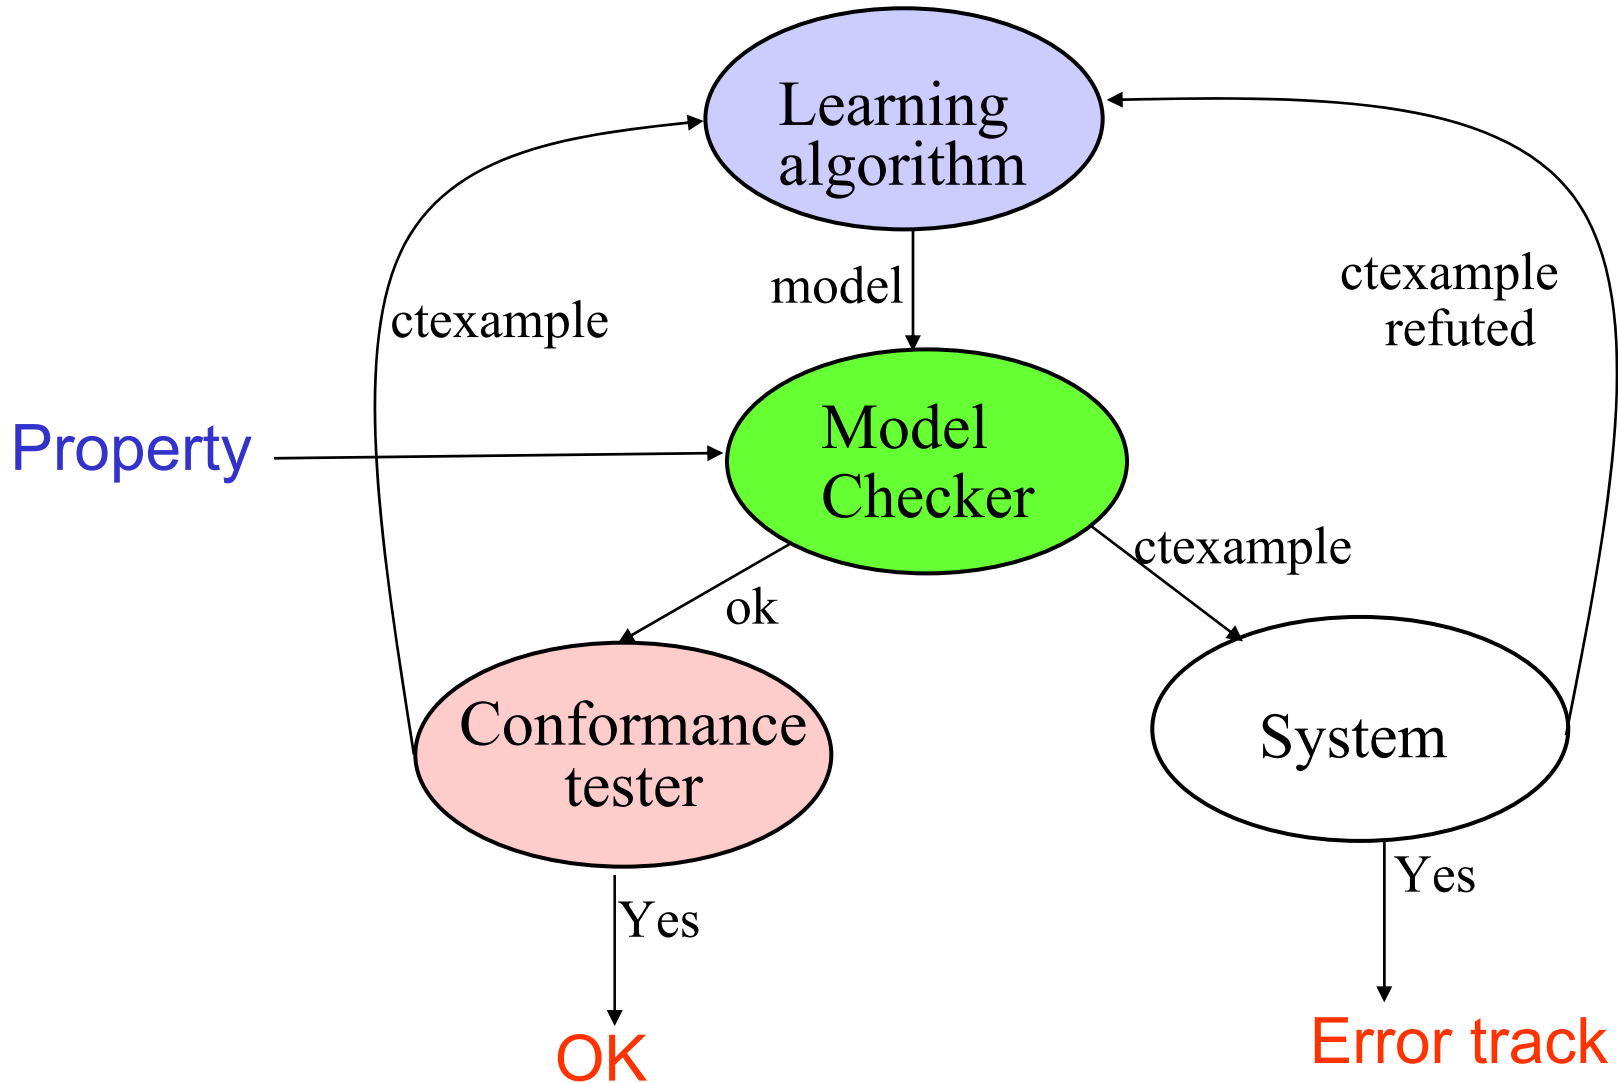 Learning
algorithm
model
ctexample
ctexample
refuted
Property
Model
Checker
ctexample
ok
Conformance
tester
System
Yes
Yes
OK
Error track